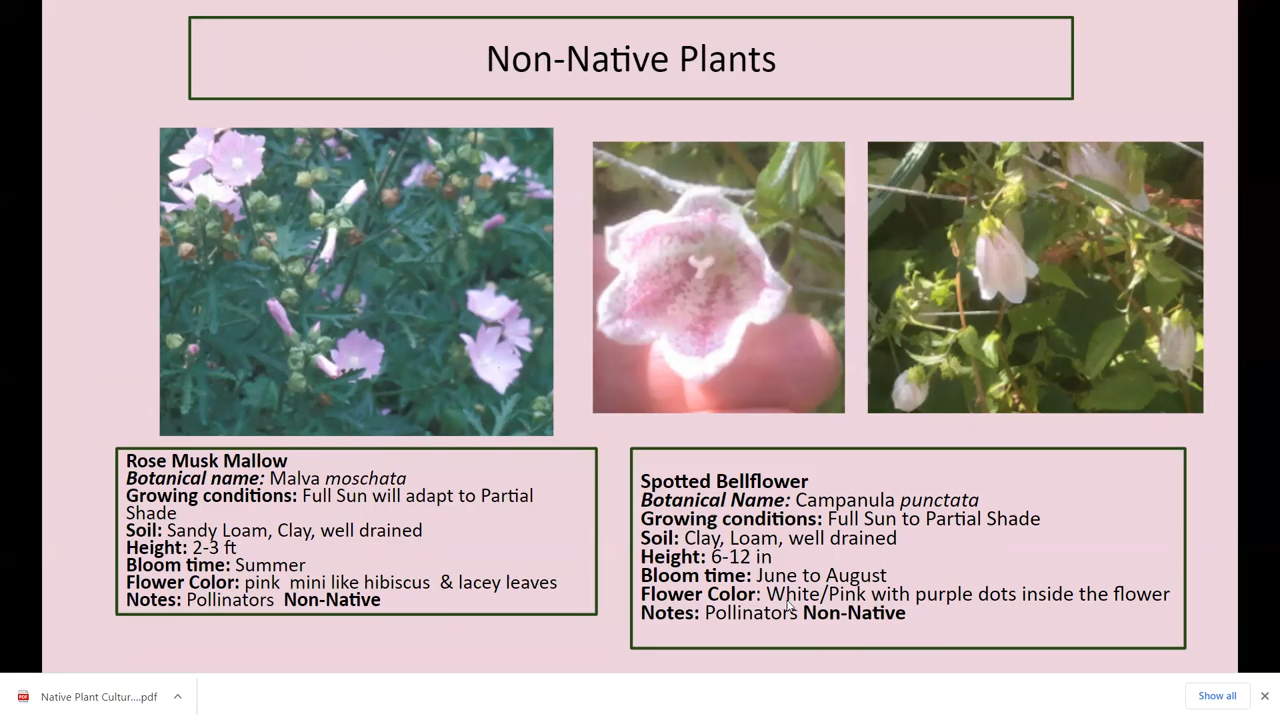 Non-Native Plants
Rose Musk Mallow
Botanical name: Malva moschata
Growing conditions: Full Sun will adapt to Partial
Shade
Soil: Sandy Loam, Clay, well drained
Height: 2-3 ft
Bloom time: Summer
Flower Color: pink  mini like hibiscus  & lacey leaves
Notes: Pollinators  Non-Native
Spotted Bellflower
Botanical Name: Campanula punctata
Growing conditions: Full Sun to Partial Shade
Soil: Clay, Loam, well drained
Height: 6-12 in
Bloom time: June to August
Flower Color: White/Pink with purple dots inside the flower
Notes: Pollinators Non-Native
Native Plant Cultur....pdf
Show all